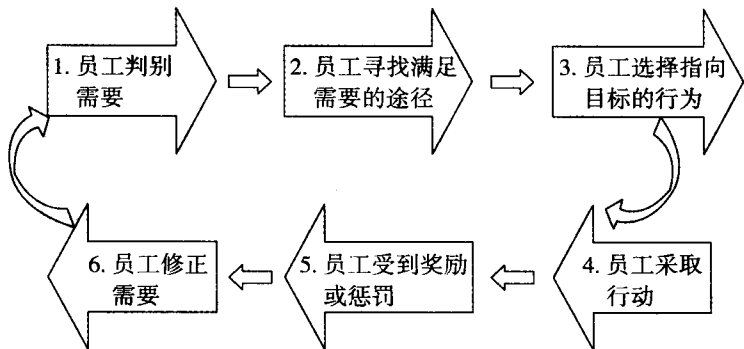 1. 员工判别
需要
2. 员工寻找满足
需要的途径
3. 员工选择指向
目标的行为
4. 员工采取
行动
5. 员工受到奖励
或惩罚
6. 员工修正
需要